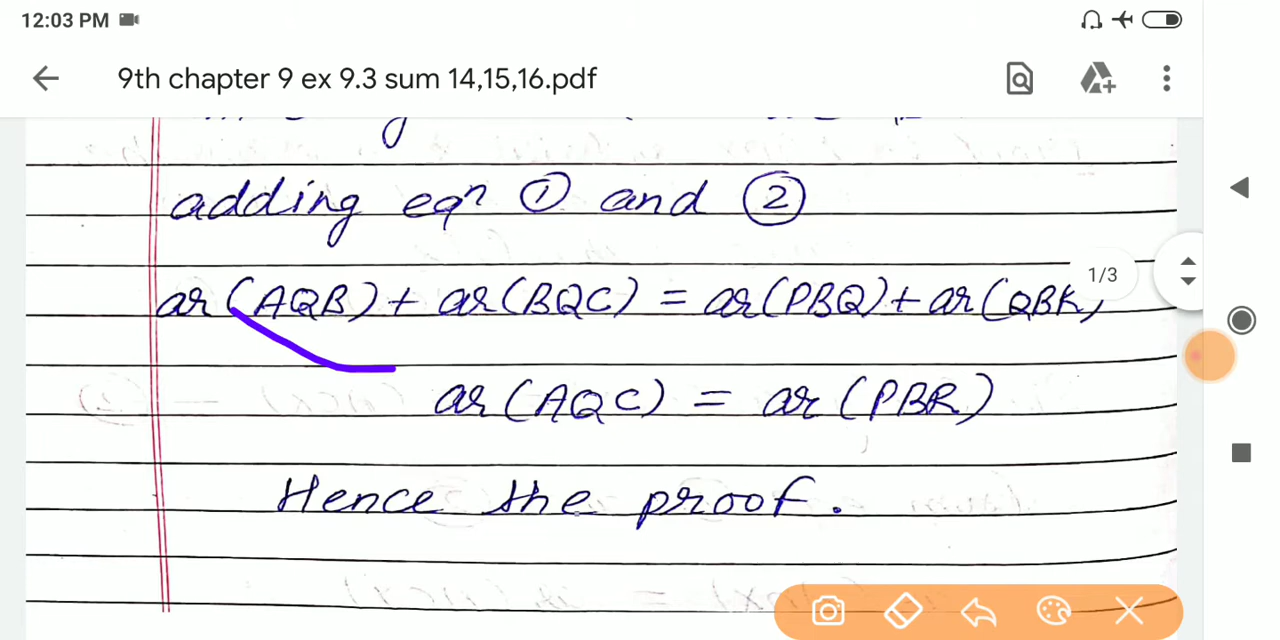 12:03 PM
9th chapter 9 ex 9.3 sum 14,15,16.pdf
adding eqn ① and ②
1/3
ar(AQB) + ar(BQC) = ar(PBQ) + ar(QBR)
ar(AQC) = ar(PBR)
Hence the proof.